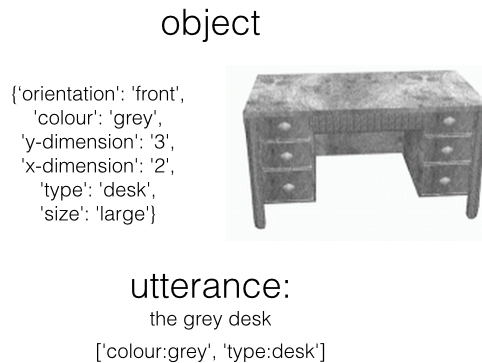 object
{'orientation': 'front',
'colour': 'grey',
'y-dimension': '3',
'x-dimension': '2',
'type': 'desk',
'size': 'large'}
utterance:
the grey desk
['colour:grey', 'type:desk']